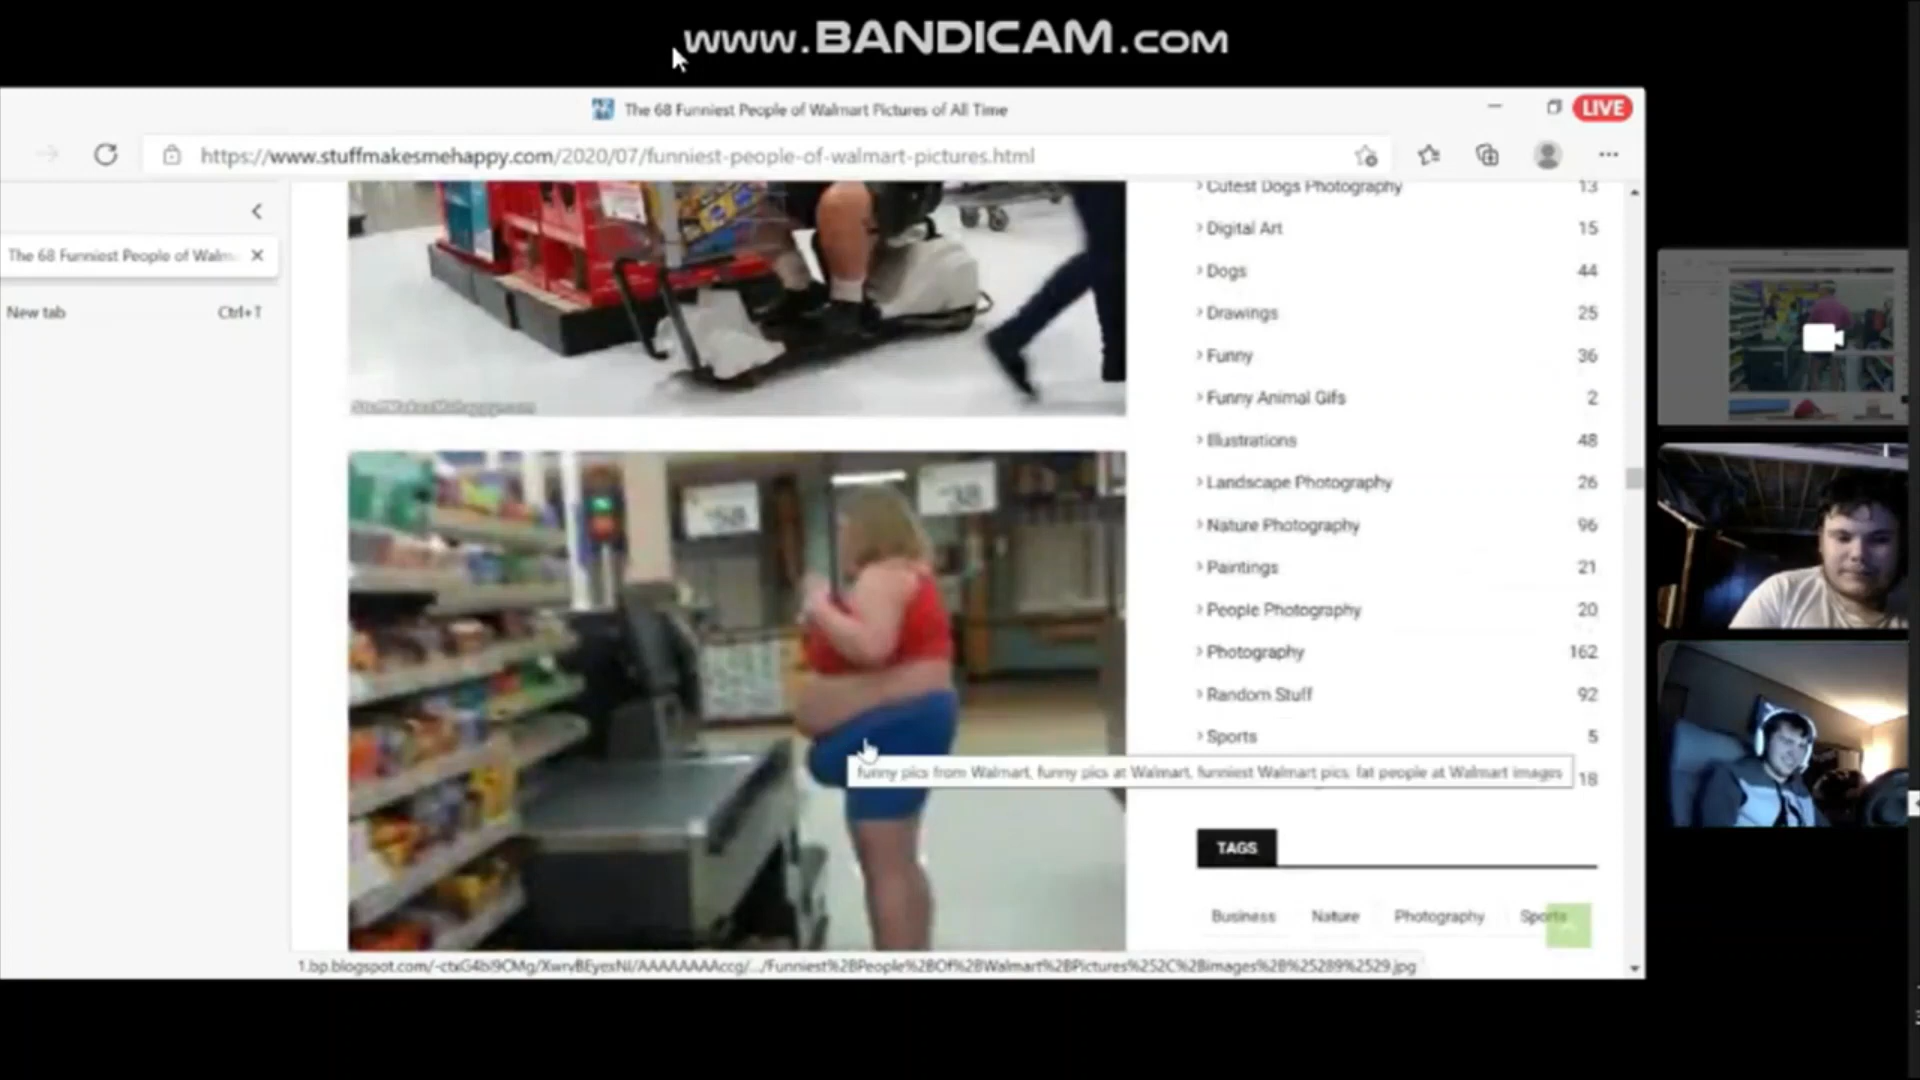 www.BANDICAM.COM
The 68 Funniest People of Walmart Pictures of All Time
LIVE
https://www.stuffmakesmehappy.com/2020/07/funniest-people-of-walmart-pictures.html
The 68 Funniest People of Walm
New tab Ctrl+T
StuffMakesMeHappy.com
Cutest Dogs Photography 13
Digital Art 15
Dogs 44
Drawings 25
Funny 36
Funny Animal Gifs 2
Illustrations 48
Landscape Photography 26
Nature Photography 96
Paintings 21
People Photography 20
Photography 162
Random Stuff 92
Sports 5
18
funny pics from Walmart, funny pics at Walmart, funniest Walmart pics, fat people at Walmart images
TAGS
Business Nature Photography Sports